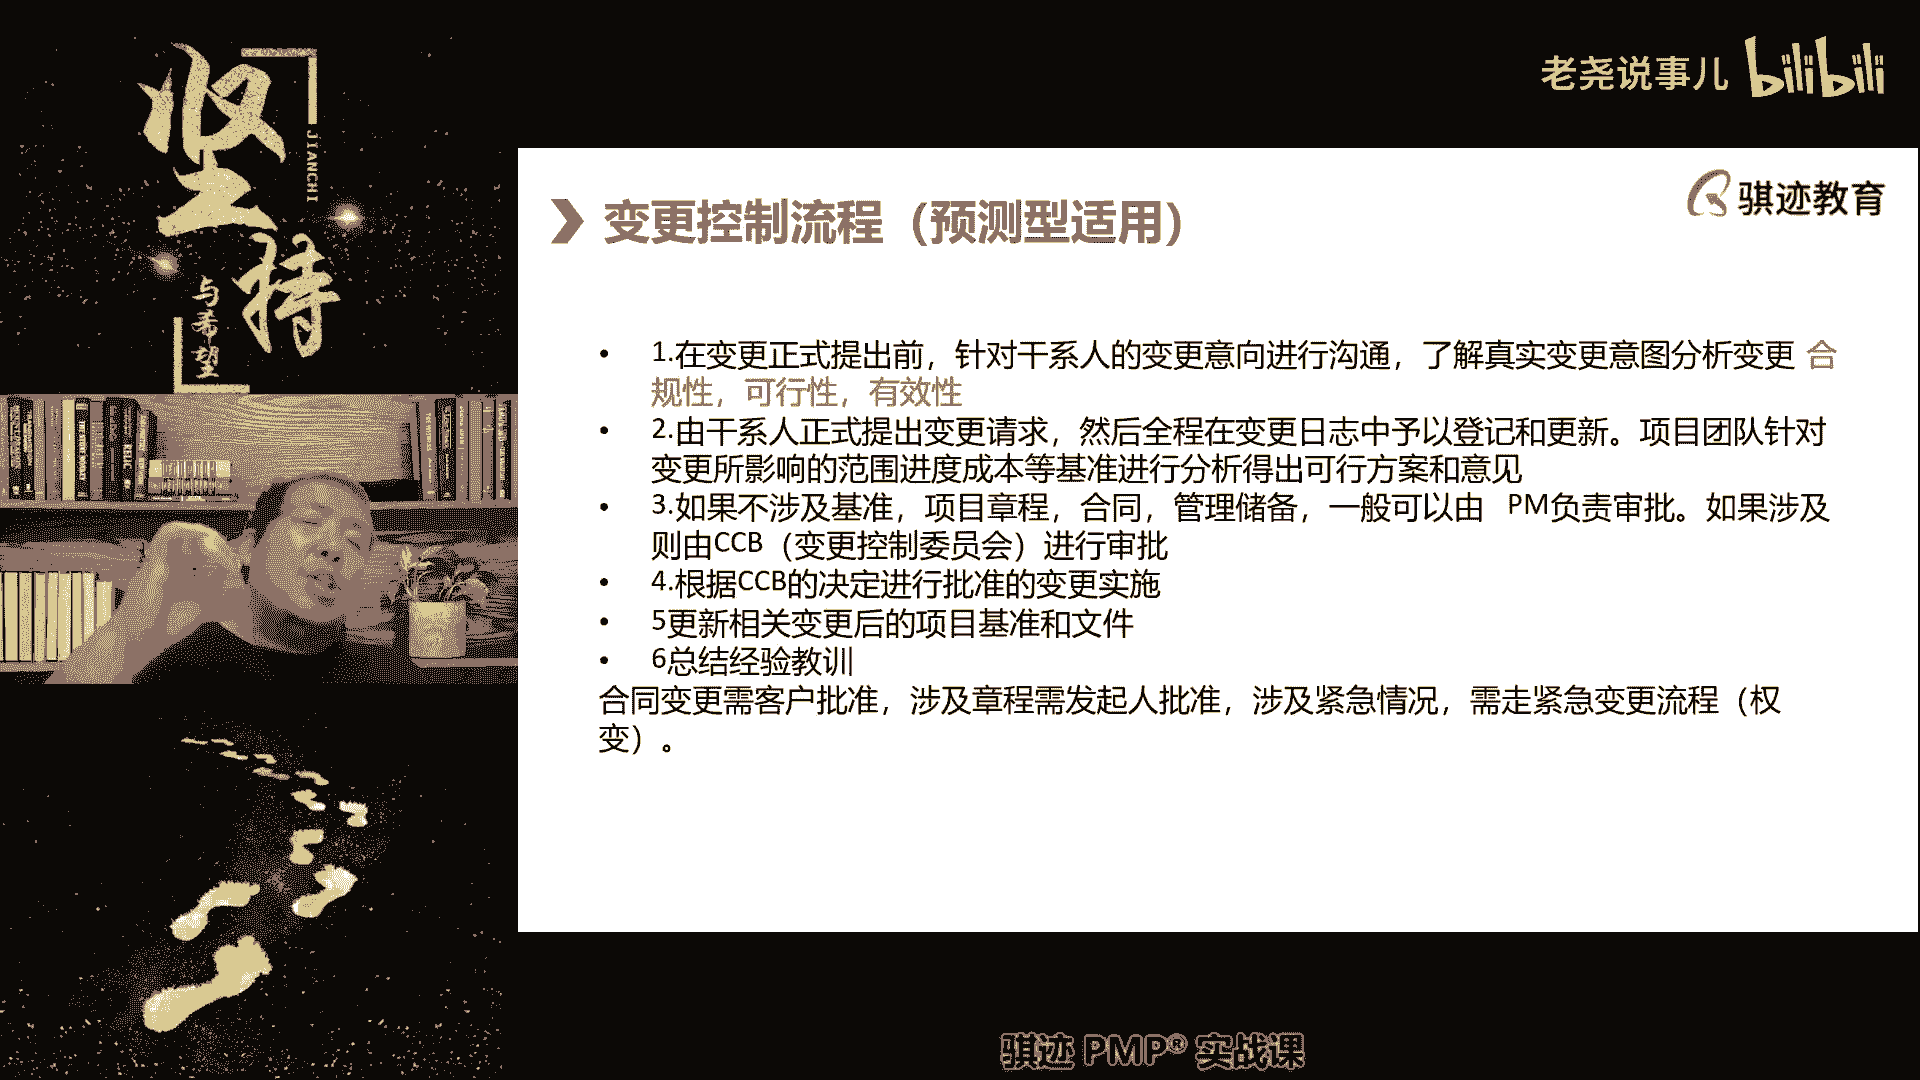 坚持
JIANCHI
与希望
老尧说事儿 bilibili
骐迹教育
变更控制流程（预测型适用）
• 1.在变更正式提出前，针对干系人的变更意向进行沟通，了解真实变更意图分析变更 合
规性，可行性，有效性
• 2.由干系人正式提出变更请求，然后全程在变更日志中予以登记和更新。项目团队针对
变更所影响的范围进度成本等基准进行分析得出可行方案和意见
• 3.如果不涉及基准，项目章程，合同，管理储备，一般可以由 PM负责审批。如果涉及
则由CCB（变更控制委员会）进行审批
• 4.根据CCB的决定进行批准的变更实施
• 5更新相关变更后的项目基准和文件
• 6总结经验教训
合同变更需客户批准，涉及章程需发起人批准，涉及紧急情况，需走紧急变更流程（权
变）。
骐迹 PMP® 实战课